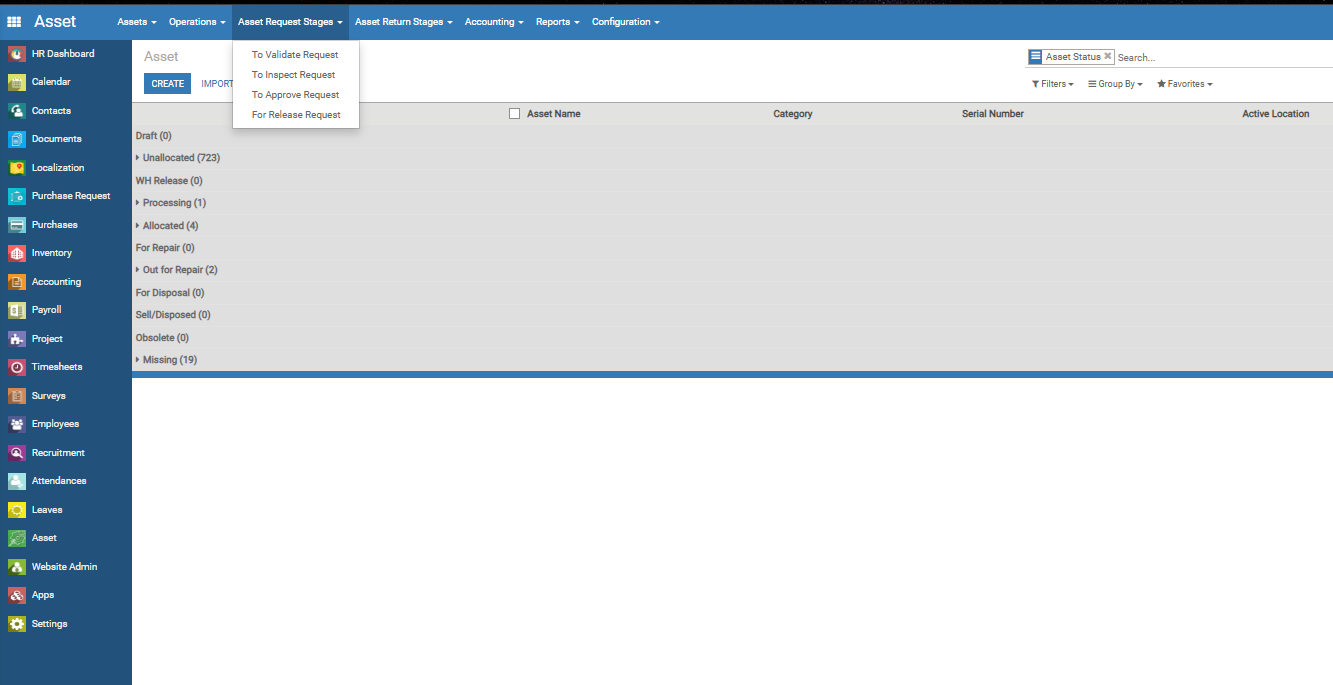 Asset
Assets
Operations
Asset Request Stages
Asset Return Stages
Accounting
Reports
Configuration
HR Dashboard
Calendar
Contacts
Documents
Localization
Purchase Request
Purchases
Inventory
Accounting
Payroll
Project
Timesheets
Surveys
Employees
Recruitment
Attendances
Leaves
Asset
Website Admin
Apps
Settings
To Validate Request
To Inspect Request
To Approve Request
For Release Request
Asset
CREATE
IMPORT
Asset Status
Search...
Filters
Group By
Favorites
Asset Name
Category
Serial Number
Active Location
Draft (0)
Unallocated (723)
WH Release (0)
Processing (1)
Allocated (4)
For Repair (0)
Out for Repair (2)
For Disposal (0)
Sell/Disposed (0)
Obsolete (0)
Missing (19)